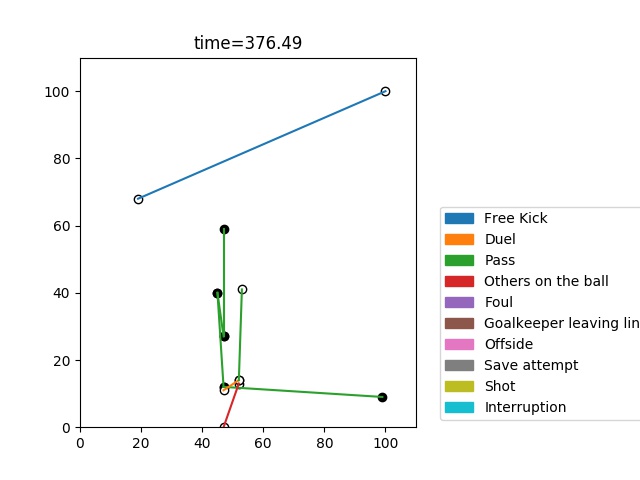 time=376.49
100
80
60
40
20
0
0 20 40 60 80 100
Free Kick
Duel
Pass
Others on the ball
Foul
Goalkeeper leaving lin
Offside
Save attempt
Shot
Interruption